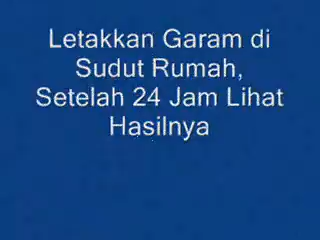 Letakkan Garam di
Sudut Rumah,
Setelah 24 Jam Lihat
Hasilnya